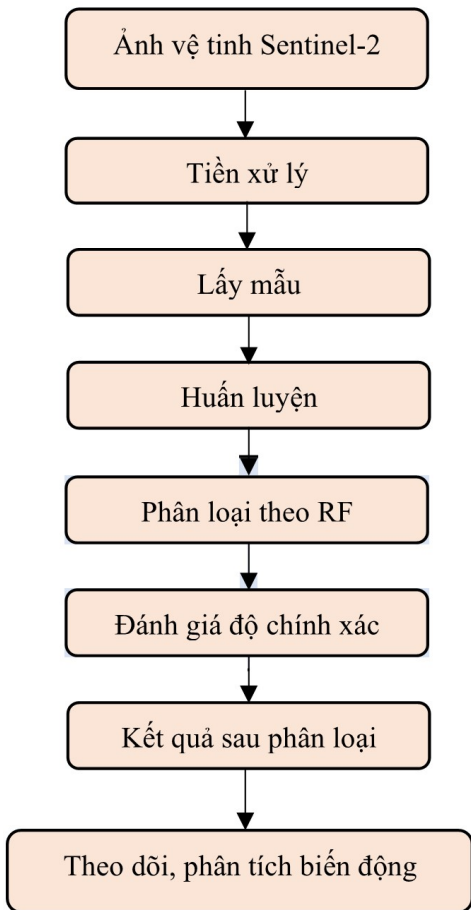 Ảnh vệ tinh Sentinel-2
Tiền xử lý
Lấy mẫu
Huấn luyện
Phân loại theo RF
Đánh giá độ chính xác
Kết quả sau phân loại
Theo dõi, phân tích biến động